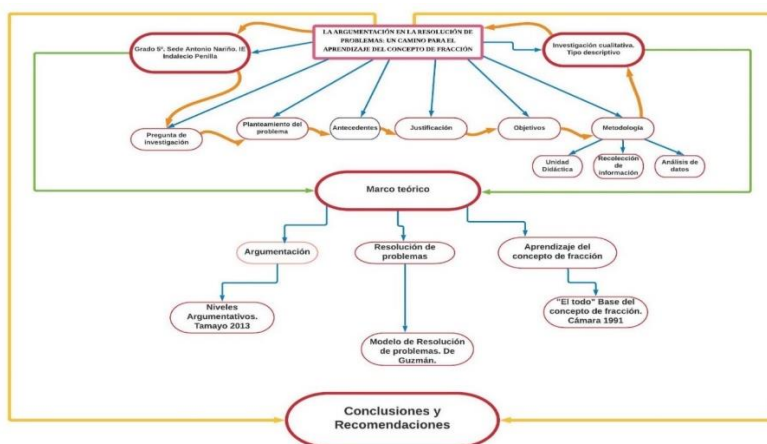 LA ARGUMENTACIÓN EN LA RESOLUCIÓN DE
PROBLEMAS: UN CAMINO PARA EL
APRENDIZAJE DEL CONCEPTO DE FRACCIÓN
Grado 5º. Sede Antonio Nariño. IE
Indalecio Penilla
Investigación cualitativa.
Tipo descriptivo
Pregunta de
Investigación
Planteamiento del
problema
Antecedentes
Justificación
Objetivos
Metodología
Unidad
Didáctica
Recolección
de
información
Análisis de
datos
Marco teórico
Argumentación
Resolución de
problemas
Aprendizaje del
concepto de fracción
Niveles
Argumentativos.
Tamayo 2013
Modelo de Resolución
de problemas. De
Guzmán.
"El todo" Base del
concepto de fracción.
Cámara 1991
Conclusiones y
Recomendaciones